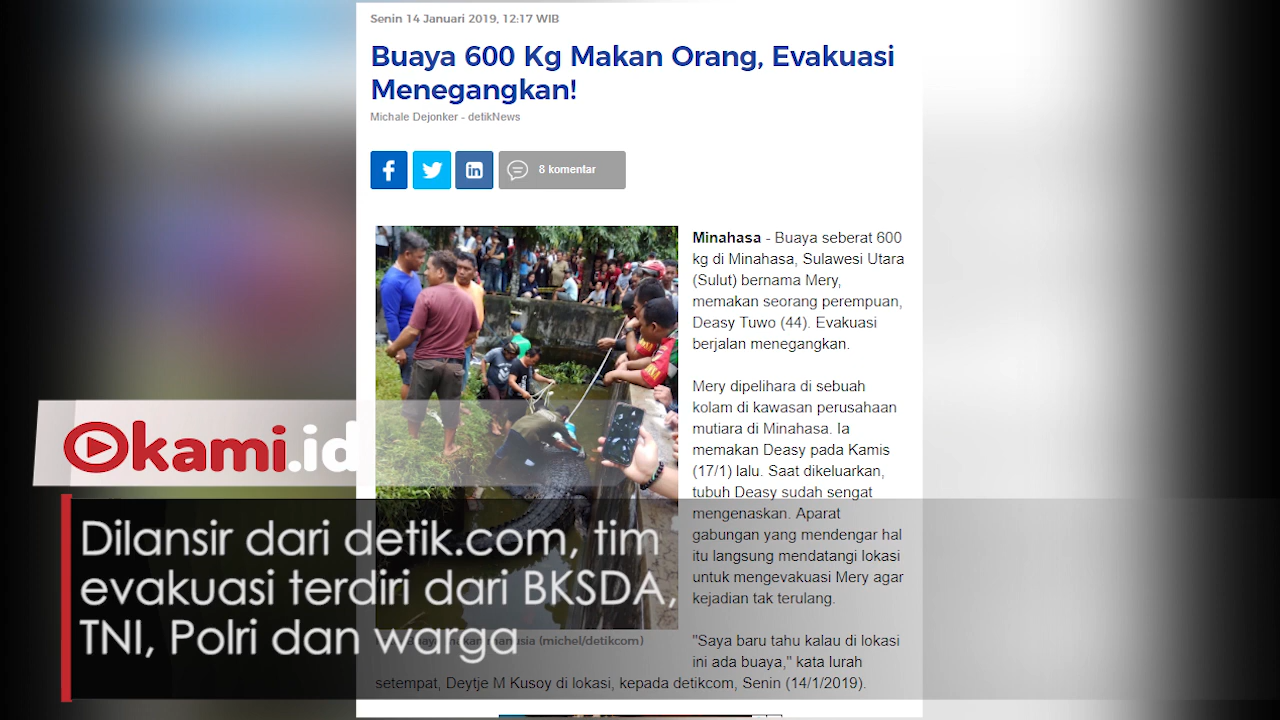 Senin 14 Januari 2019, 12:17 WIB
Buaya 600 Kg Makan Orang, Evakuasi
Menegangkan!
Michale Dejonker - detikNews
8 komentar
Minahasa - Buaya seberat 600
kg di Minahasa, Sulawesi Utara
(Sulut) bernama Mery,
memakan seorang perempuan,
Deasy Tuwo (44). Evakuasi
berjalan menegangkan.
Mery dipelihara di sebuah
kolam di kawasan perusahaan
mutiara di Minahasa. Ia
memakan Deasy pada Kamis
(17/1) lalu. Saat dikeluarkan,
tubuh Deasy sudah sengat
mengenaskan. Aparat
gabungan yang mendengar hal
itu langsung mendatangi lokasi
untuk mengevakuasi Mery agar
kejadian tak terulang.
"Saya baru tahu kalau di lokasi
ini ada buaya," kata lurah
setempat, Deytje M Kusoy di lokasi, kepada detikcom, Senin (14/1/2019).
(michel/detikcom)
Okami.id
Dilansir dari detik.com, tim
evakuasi terdiri dari BKSDA,
TNI, Polri dan warga